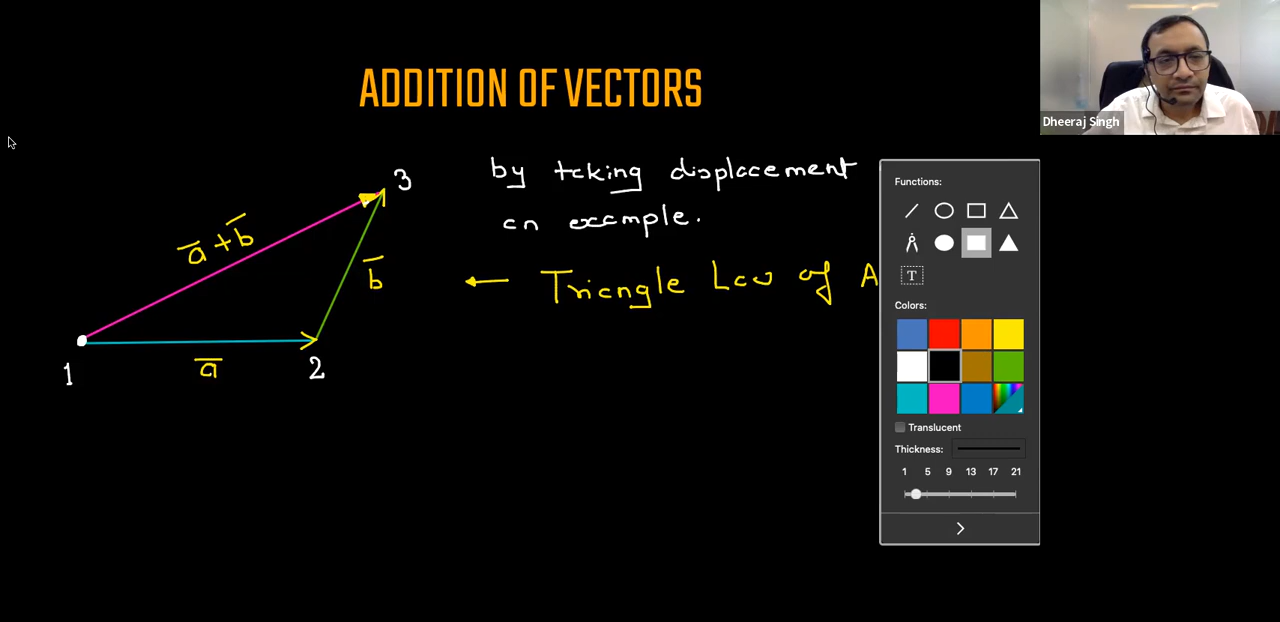 ADDITION OF VECTORS
Dheeraj Singh
by taking displacement
an example.
← Triangle Law of A
3
a̅ + b̅
b̅
a̅
1
2
Functions:
T
Colors:
Translucent
Thickness:
1 5 9 13 17 21